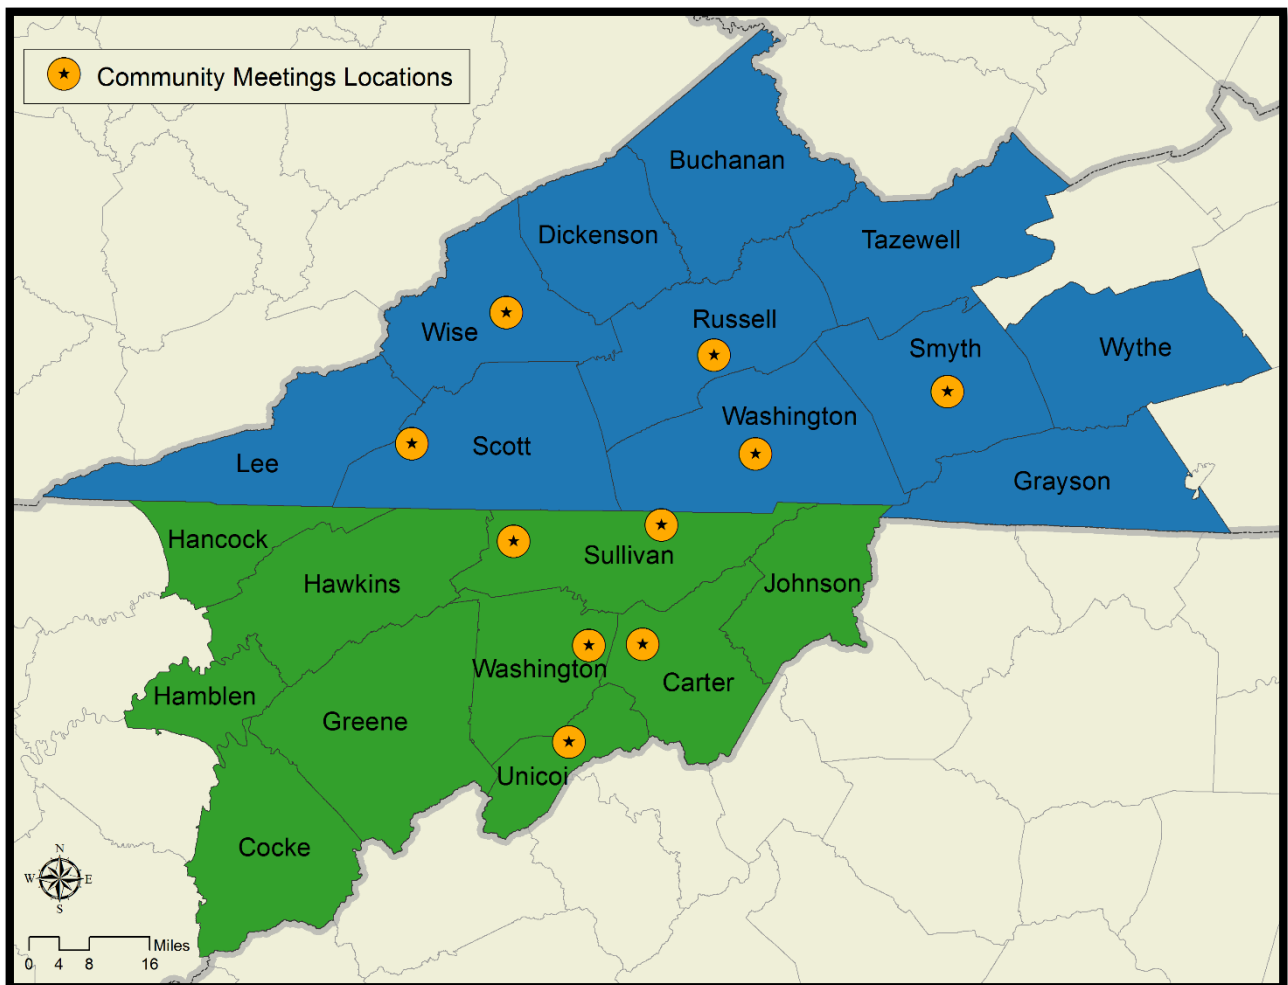 Community Meetings Locations
Buchanan
Dickenson
Tazewell
Russell
Wise
Smyth
Wythe
Washington
Scott
Lee
Grayson
Hancock
Sullivan
Hawkins
Johnson
Washington
Carter
Hamblen
Greene
Unicoi
Cocke
N
W E
S
Miles
0 4 8 16